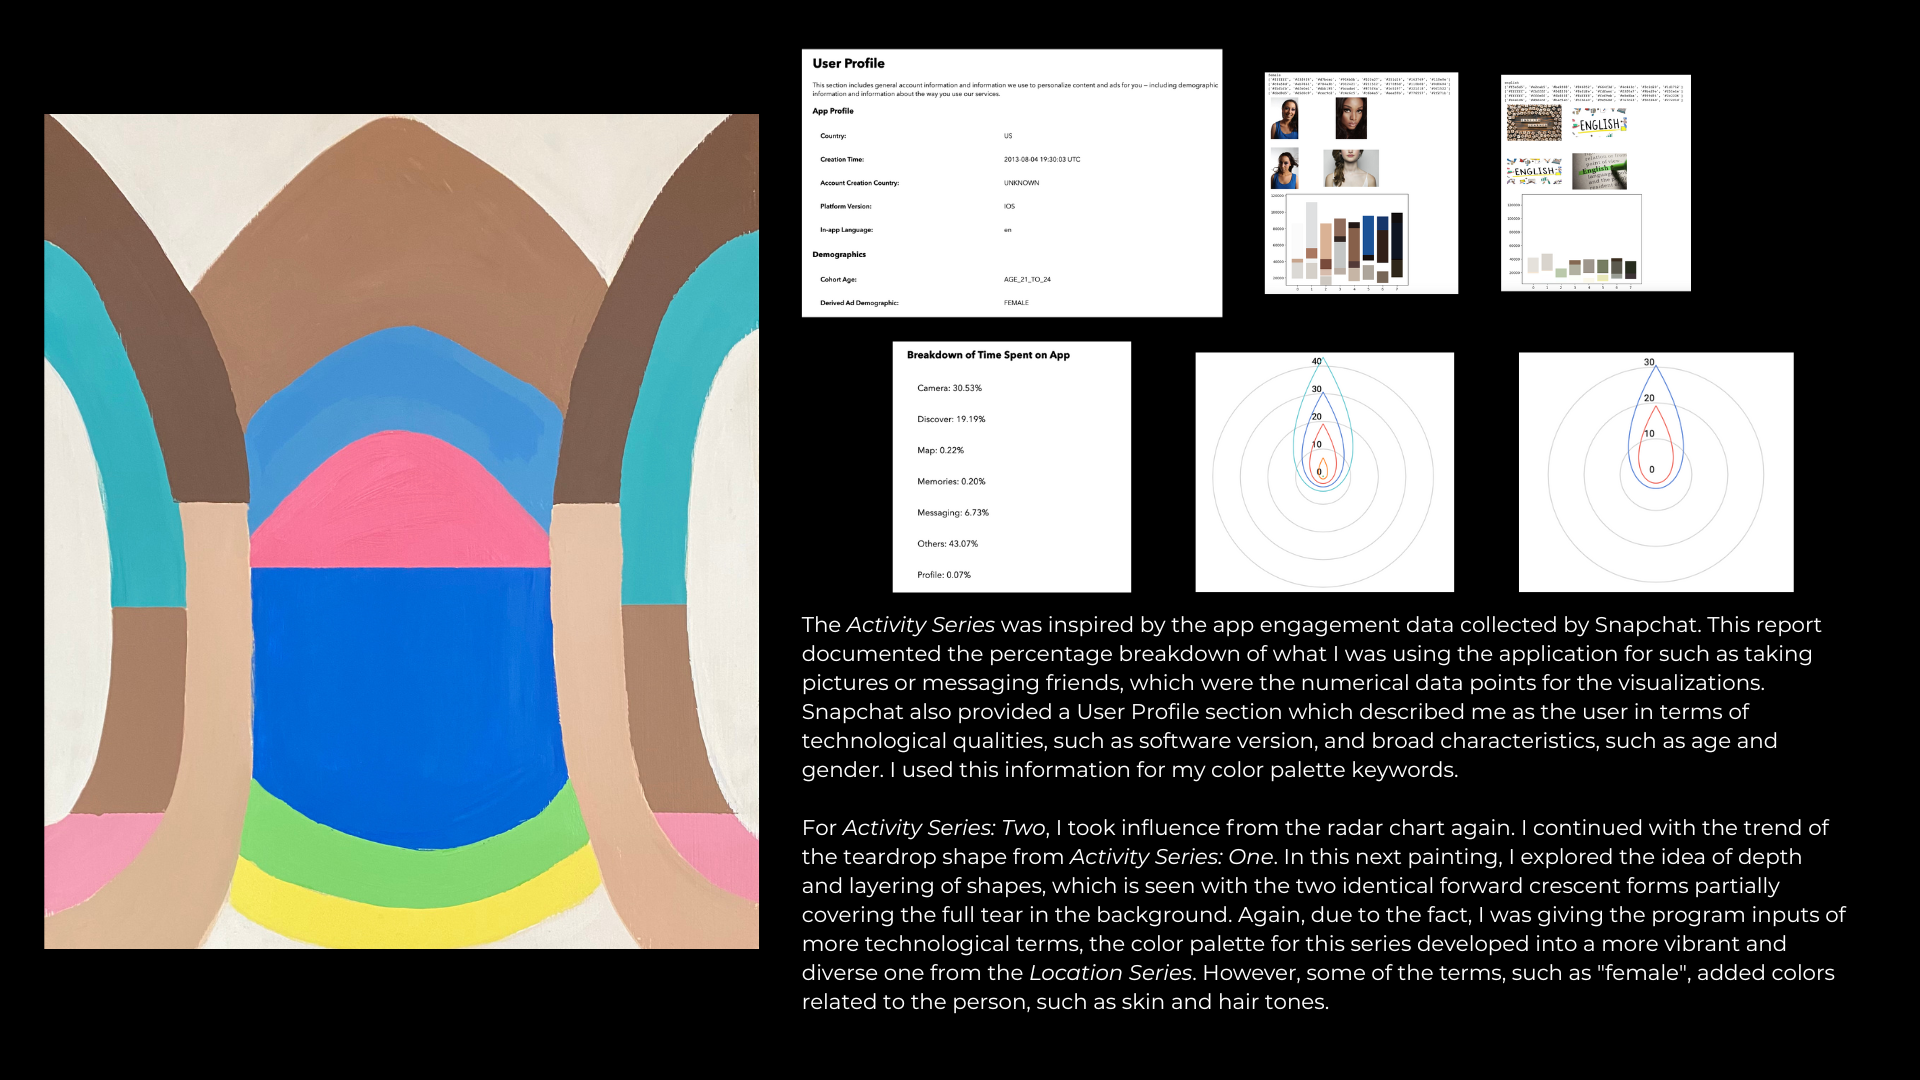 User Profile
This section includes general account information and information we use to personalize content and ads for you — including demographic
information and information about the way you use our services.
App Profile
Country: US
Creation Time: 2013-08-04 19:30:03 UTC
Account Creation Country: UNKNOWN
Platform Version: IOS
In-app Language: en
Demographics
Cohort Age: AGE_21_TO_24
Derived Ad Demographic: FEMALE
ENGLISH
ENGLISH
English
Breakdown of Time Spent on App
Camera: 30.53%
Discover: 19.19%
Map: 0.22%
Memories: 0.20%
Messaging: 6.73%
Others: 43.07%
Profile: 0.07%
40
30
20
10
0
30
20
10
0
The Activity Series was inspired by the app engagement data collected by Snapchat. This report
documented the percentage breakdown of what I was using the application for such as taking
pictures or messaging friends, which were the numerical data points for the visualizations.
Snapchat also provided a User Profile section which described me as the user in terms of
technological qualities, such as software version, and broad characteristics, such as age and
gender. I used this information for my color palette keywords.
For Activity Series: Two, I took influence from the radar chart again. I continued with the trend of
the teardrop shape from Activity Series: One. In this next painting, I explored the idea of depth
and layering of shapes, which is seen with the two identical forward crescent forms partially
covering the full tear in the background. Again, due to the fact, I was giving the program inputs of
more technological terms, the color palette for this series developed into a more vibrant and
diverse one from the Location Series. However, some of the terms, such as "female", added colors
related to the person, such as skin and hair tones.